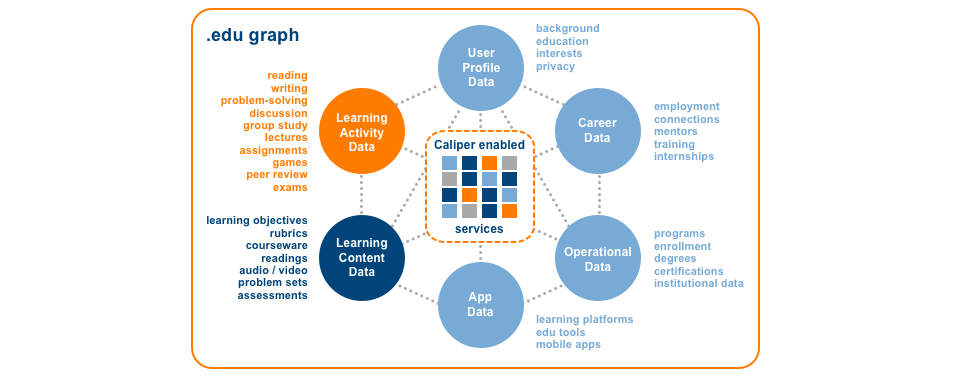 .edu graph
User
Profile
Data
background
education
interests
privacy
reading
writing
problem-solving
discussion
group study
lectures
assignments
games
peer review
exams
Learning
Activity
Data
Career
Data
employment
connections
mentors
training
internships
Caliper enabled
services
learning objectives
rubrics
courseware
readings
audio / video
problem sets
assessments
Learning
Content
Data
Operational
Data
programs
enrollment
degrees
certifications
institutional data
App
Data
learning platforms
edu tools
mobile apps